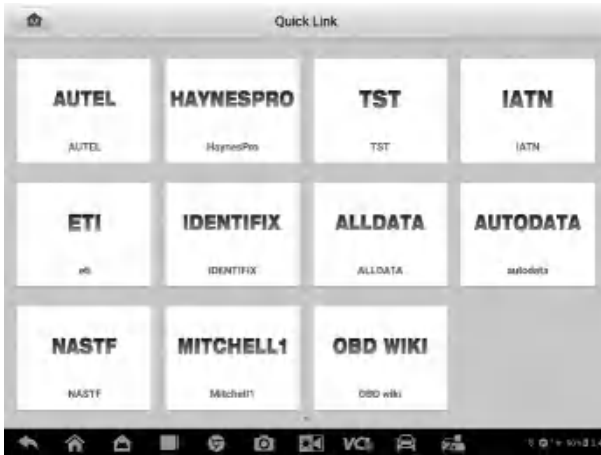 Quick Link
AUTEL HAYNESPRO TST IATN
AUTEL HaynesPro TST IATN
ETI IDENTIFIX ALLDATA AUTODATA
eti IDENTIFIX ALLDATA autodata
NASTF MITCHELL1 OBD WIKI
NASTF Mitchell1 OBD wiki
VCI